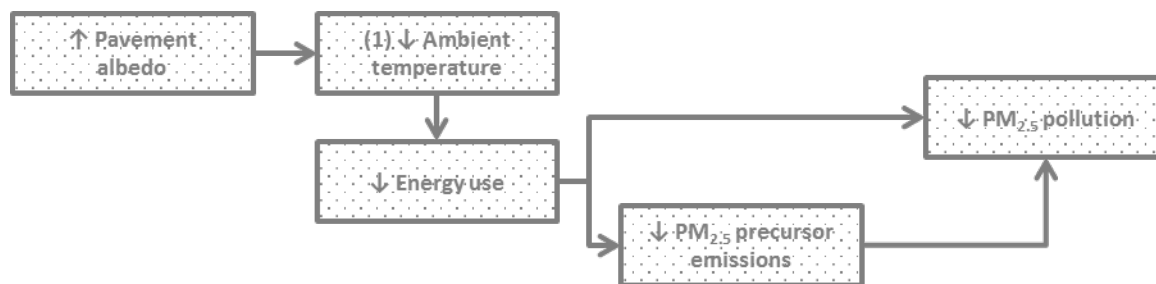 ↑ Pavement
albedo
(1) ↓ Ambient
temperature
↓ PM2.5 pollution
↓ Energy use
↓ PM2.5 precursor
emissions